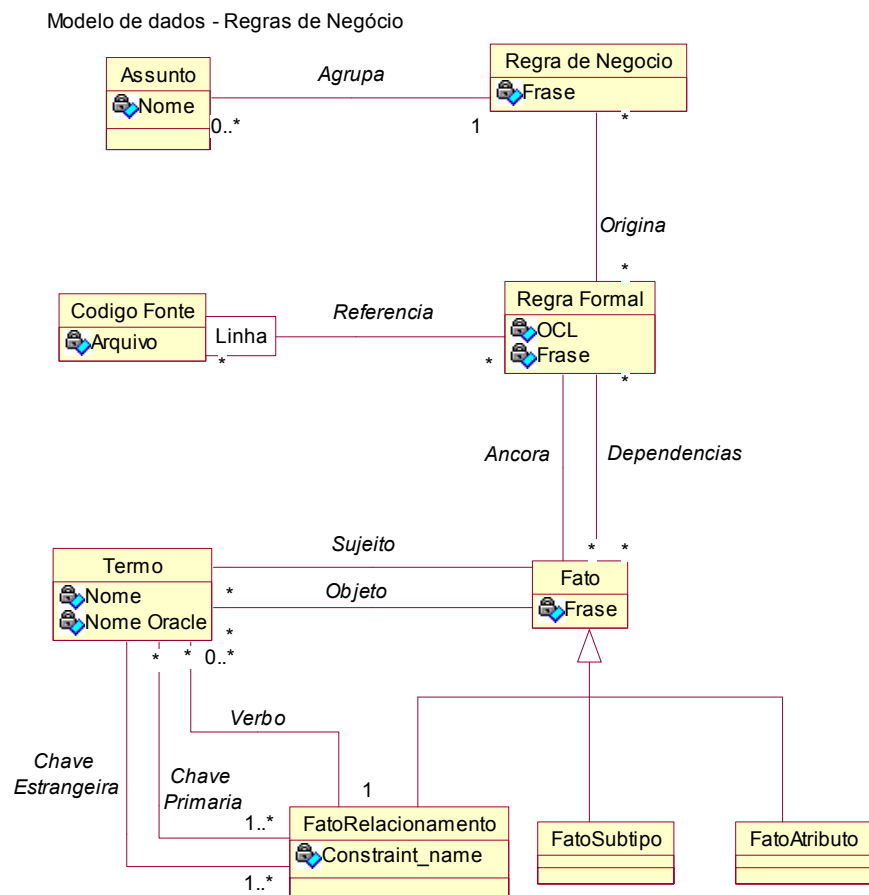 Modelo de dados - Regras de Negócio
Assunto
Nome
Agrupa
0..*
1
Regra de Negocio
Frase
*
Origina
*
Codigo Fonte
Arquivo
Linha
*
Referencia
*
Regra Formal
OCL
Frase
*
Ancora
Dependencias
*
*
Termo
Nome
Nome Oracle
Sujeito
*
Objeto
*
Fato
Frase
*
*
0..*
Verbo
Chave
Estrangeira
Chave
Primaria
1
1..*
1..*
FatoRelacionamento
Constraint_name
FatoSubtipo
FatoAtributo